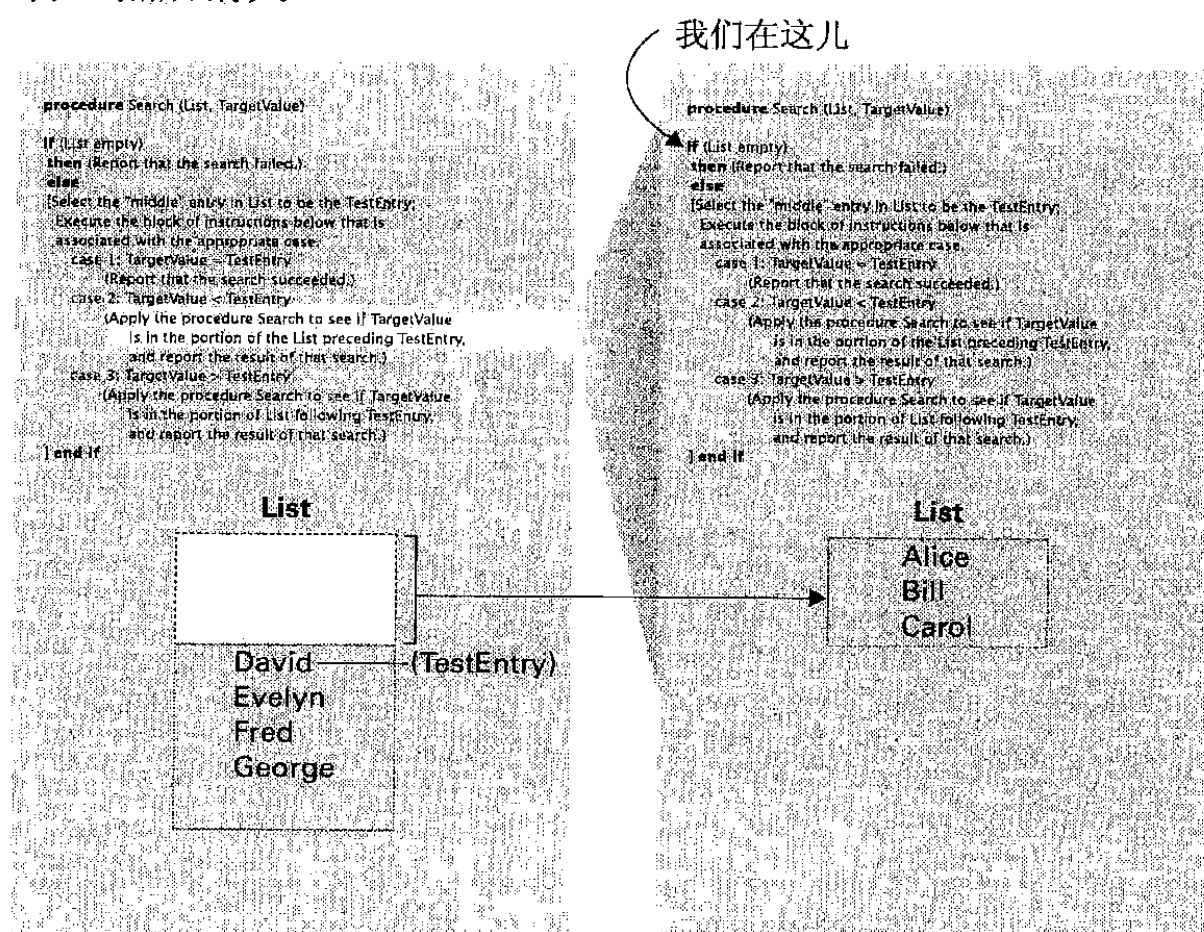 我们在这儿
procedure Search (List, TargetValue)
if (List empty)
then (Report that the search failed.)
else
[Select the "middle" entry in List to be the TestEntry;
Execute the block of instructions below that is
associated with the appropriate case.
case 1: TargetValue = TestEntry
(Report that the search succeeded.)
case 2: TargetValue < TestEntry
(Apply the procedure Search to see if TargetValue
is in the portion of the List preceding TestEntry,
and report the result of that search.)
case 3: TargetValue > TestEntry
(Apply the procedure Search to see if TargetValue
is in the portion of List following TestEntry,
and report the result of that search.)
] end if
List
David (TestEntry)
Evelyn
Fred
George
procedure Search (List, TargetValue)
if (List empty)
then (Report that the search failed.)
else
[Select the "middle" entry in List to be the TestEntry;
Execute the block of instructions below that is
associated with the appropriate case.
case 1: TargetValue = TestEntry
(Report that the search succeeded.)
case 2: TargetValue < TestEntry
(Apply the procedure Search to see if TargetValue
is in the portion of the List preceding TestEntry,
and report the result of that search.)
case 3: TargetValue > TestEntry
(Apply the procedure Search to see if TargetValue
is in the portion of List following TestEntry,
and report the result of that search.)
] end if
List
Alice
Bill
Carol